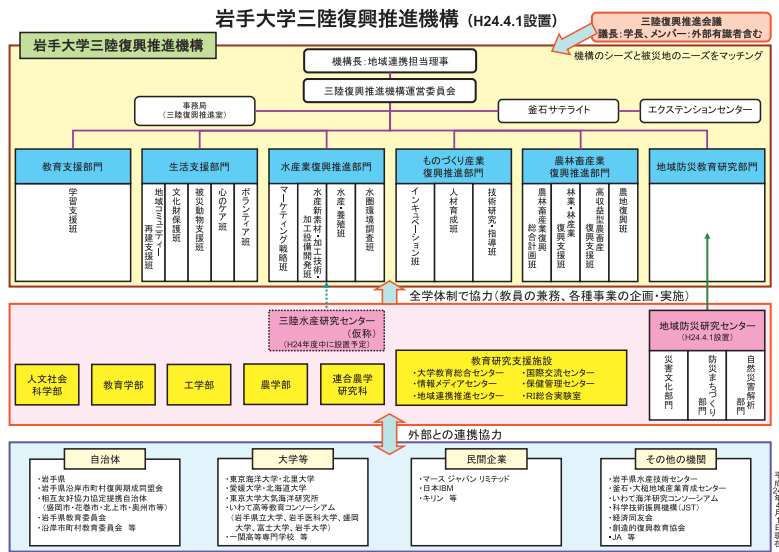 岩手大学三陸復興推進機構（H24.4.1設置）
三陸復興推進会議
議長：学長、メンバー：外部有識者含む
岩手大学三陸復興推進機構
機構のシーズと被災地のニーズをマッチング
機構長：地域連携担当理事
三陸復興推進機構運営委員会
事務局
（三陸復興推進室）
釜石サテライト
エクステンションセンター
教育支援部門
学習支援班
生活支援部門
地域コミュニティー
再建支援班
文化財保護班
被災動物支援班
心のケア班
ボランティア班
水産業復興推進部門
マーケティング戦略班
水産新素材・加工技術・
加工設備開発班
水産・養殖班
水圏環境調査班
ものづくり産業
復興推進部門
インキュベーション班
人材育成班
技術研究・指導班
農林畜産業
復興推進部門
農林畜産業復興
総合計画班
林業・林産業
復興支援班
高収益型農畜産
復興支援班
農地復興班
地域防災教育研究部門
全学体制で協力（教員の兼務、各種事業の企画・実施）
三陸水産研究センター
（仮称）
（H24年度中に設置予定）
地域防災研究センター
（H24.4.1設置）
災害文化部門
防災まちづくり
部門
自然災害解析
部門
人文社会
科学部
教育学部
工学部
農学部
連合農学
研究科
教育研究支援施設
・大学教育総合センター
・国際交流センター
・情報メディアセンター
・保健管理センター
・地域連携推進センター
・RI総合実験室
外部との連携協力
自治体
・岩手県
・岩手県沿岸市町村復興期成同盟会
・相互友好協力協定提携自治体
（盛岡市・花巻市・北上市・奥州市等）
・岩手県教育委員会
・沿岸市町村教育委員会 等
大学等
・東京海洋大学・北里大学
・愛媛大学・北海道大学
・東京大学大気海洋研究所
・いわて高等教育コンソーシアム
（岩手県立大学、岩手医科大学、盛岡
大学、富士大学、岩手大学）
・一関高等専門学校 等
民間企業
・マース ジャパン リミテッド
・日本IBM
・キリン 等
その他の機関
・岩手県水産技術センター
・釜石・大槌地域産業育成センター
・いわて海洋研究コンソーシアム
・科学技術振興機構（JST）
・経済同友会
・創造的復興教育協会
・JA 等